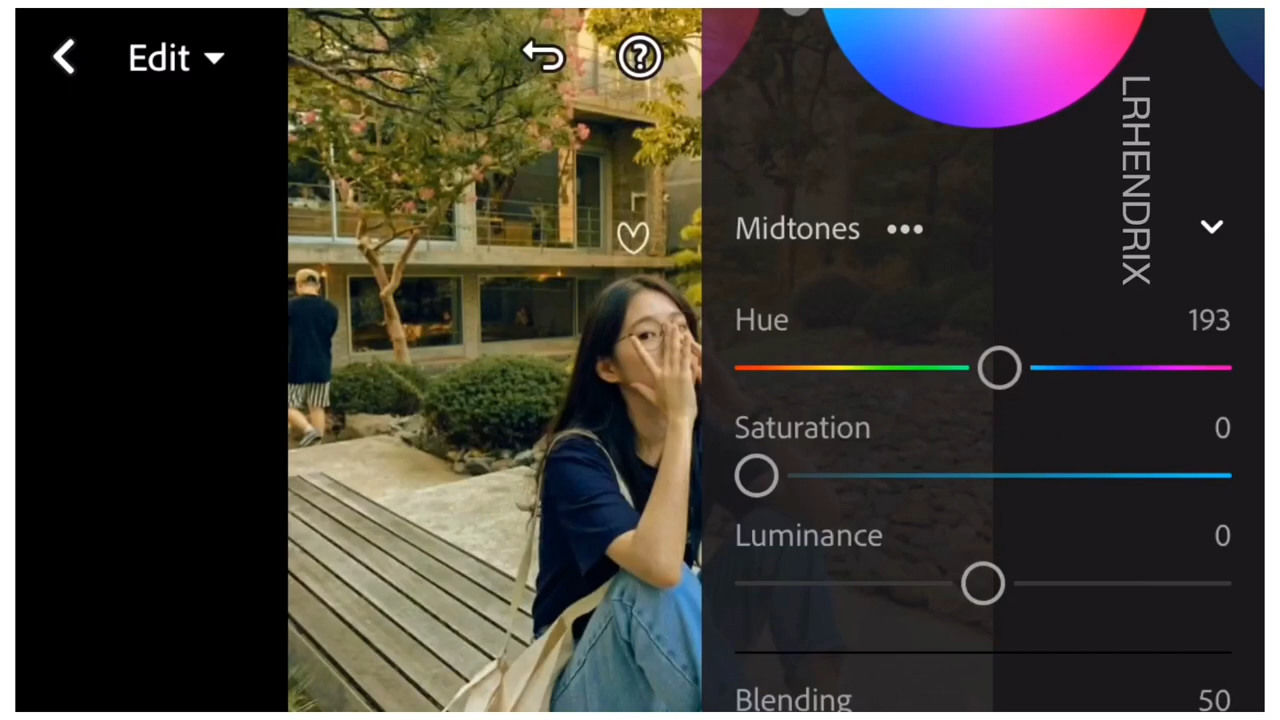 Edit
Midtones
Hue 193
Saturation 0
Luminance 0
Blending 50
LRHENDRIX